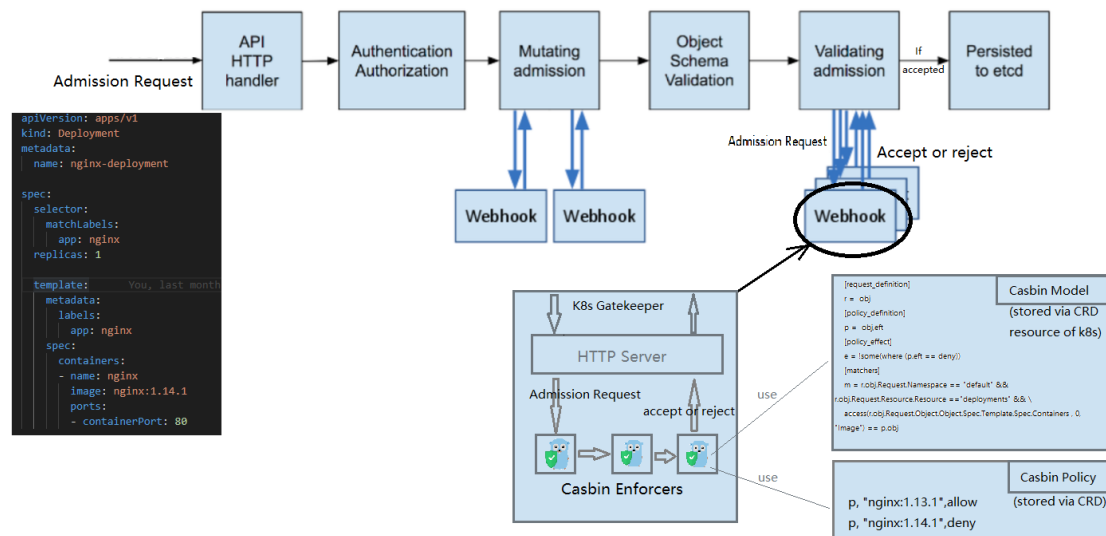 Admission Request
API
HTTP
handler
Authentication
Authorization
Mutating
admission
Object
Schema
Validation
Validating
admission
If
accepted
Persisted
to etcd
Webhook
Webhook
Admission Request
Accept or reject
Webhook
apiVersion: apps/v1
kind: Deployment
metadata:
name: nginx-deployment
spec:
selector:
matchLabels:
app: nginx
replicas: 1
template: You, last month
metadata:
labels:
app: nginx
spec:
containers:
- name: nginx
image: nginx:1.14.1
ports:
- containerPort: 80
K8s Gatekeeper
HTTP Server
Admission Request
accept or reject
Casbin Enforcers
use
use
[request_definition]
r = obj
[policy_definition]
p = obj,eft
[policy_effect]
e = !some(where (p.eft == deny))
[matchers]
m = r.obj.Request.Namespace == "default" &&
r.obj.Request.Resource.Resource =="deployments" && \
access(r.obj.Request.Object.Object.Spec.Template.Spec.Containers , 0,
"Image") == p.obj
Casbin Model
(stored via CRD
resource of k8s)
Casbin Policy
(stored via CRD)
p, "nginx:1.13.1",allow
p, "nginx:1.14.1",deny